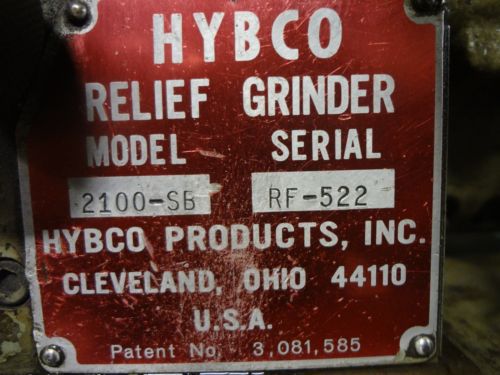 HYBCO
RELIEF GRINDER
MODEL SERIAL
2100-SB RF-522
HYBCO PRODUCTS, INC.
CLEVELAND, OHIO 44110
U.S.A.
Patent No. 3,081,585